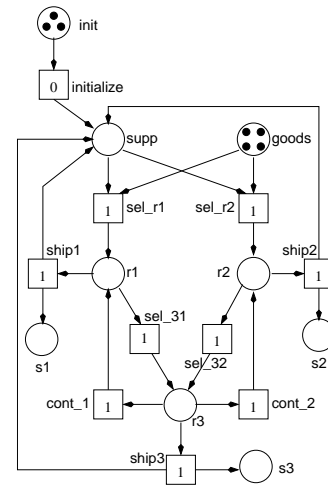 init
0 initialize
supp
goods
1 sel_r1
sel_r2 1
ship1
1
r1
r2
ship2
1
sel_31
1
1
sel_32
s1
s2
cont_1 1
r3
1 cont_2
ship3
1
s3